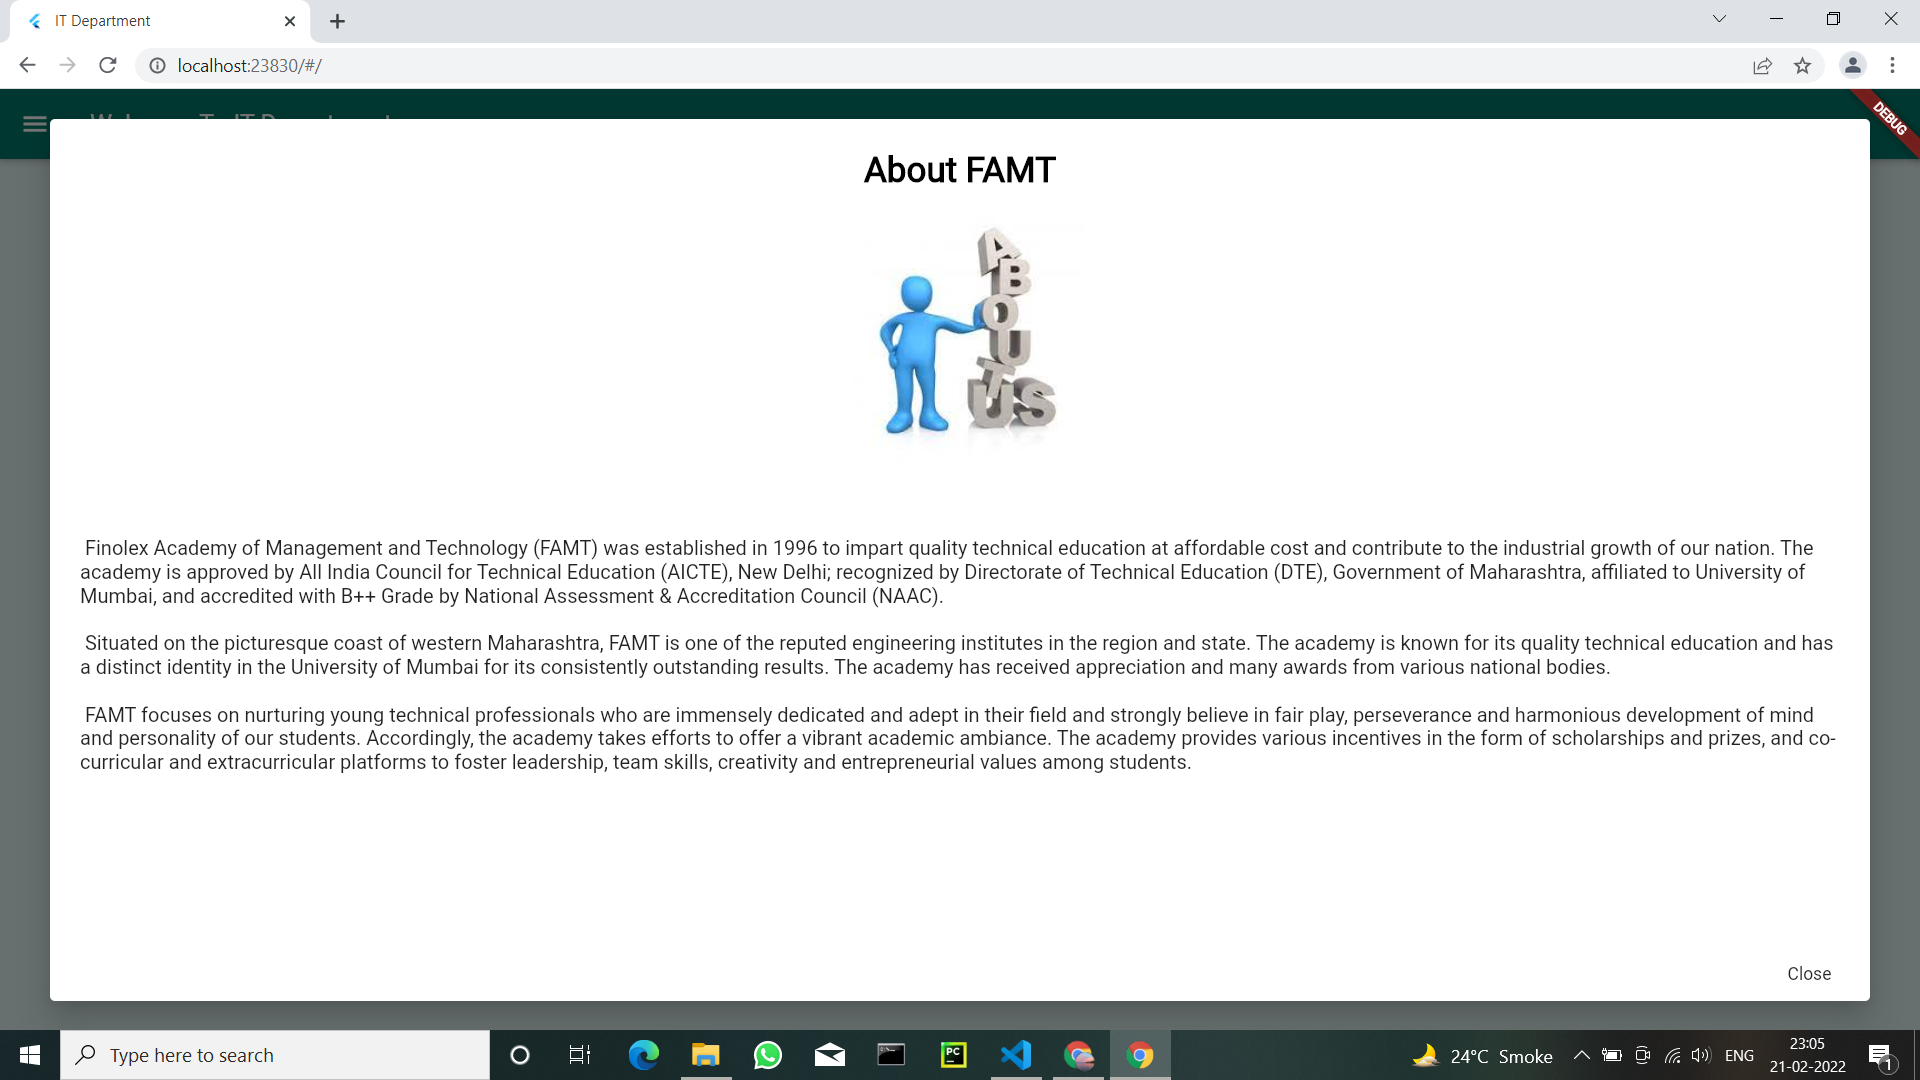 IT Department
localhost:23830/#/
Welcome To IT Department
DEBUG
About FAMT
ABOUT
US
Finolex Academy of Management and Technology (FAMT) was established in 1996 to impart quality technical education at affordable cost and contribute to the industrial growth of our nation. The
academy is approved by All India Council for Technical Education (AICTE), New Delhi; recognized by Directorate of Technical Education (DTE), Government of Maharashtra, affiliated to University of
Mumbai, and accredited with B++ Grade by National Assessment & Accreditation Council (NAAC).
Situated on the picturesque coast of western Maharashtra, FAMT is one of the reputed engineering institutes in the region and state. The academy is known for its quality technical education and has
a distinct identity in the University of Mumbai for its consistently outstanding results. The academy has received appreciation and many awards from various national bodies.
FAMT focuses on nurturing young technical professionals who are immensely dedicated and adept in their field and strongly believe in fair play, perseverance and harmonious development of mind
and personality of our students. Accordingly, the academy takes efforts to offer a vibrant academic ambiance. The academy provides various incentives in the form of scholarships and prizes, and co-
curricular and extracurricular platforms to foster leadership, team skills, creativity and entrepreneurial values among students.
Close
Type here to search
PC
24°C Smoke
ENG
23:05
21-02-2022
1